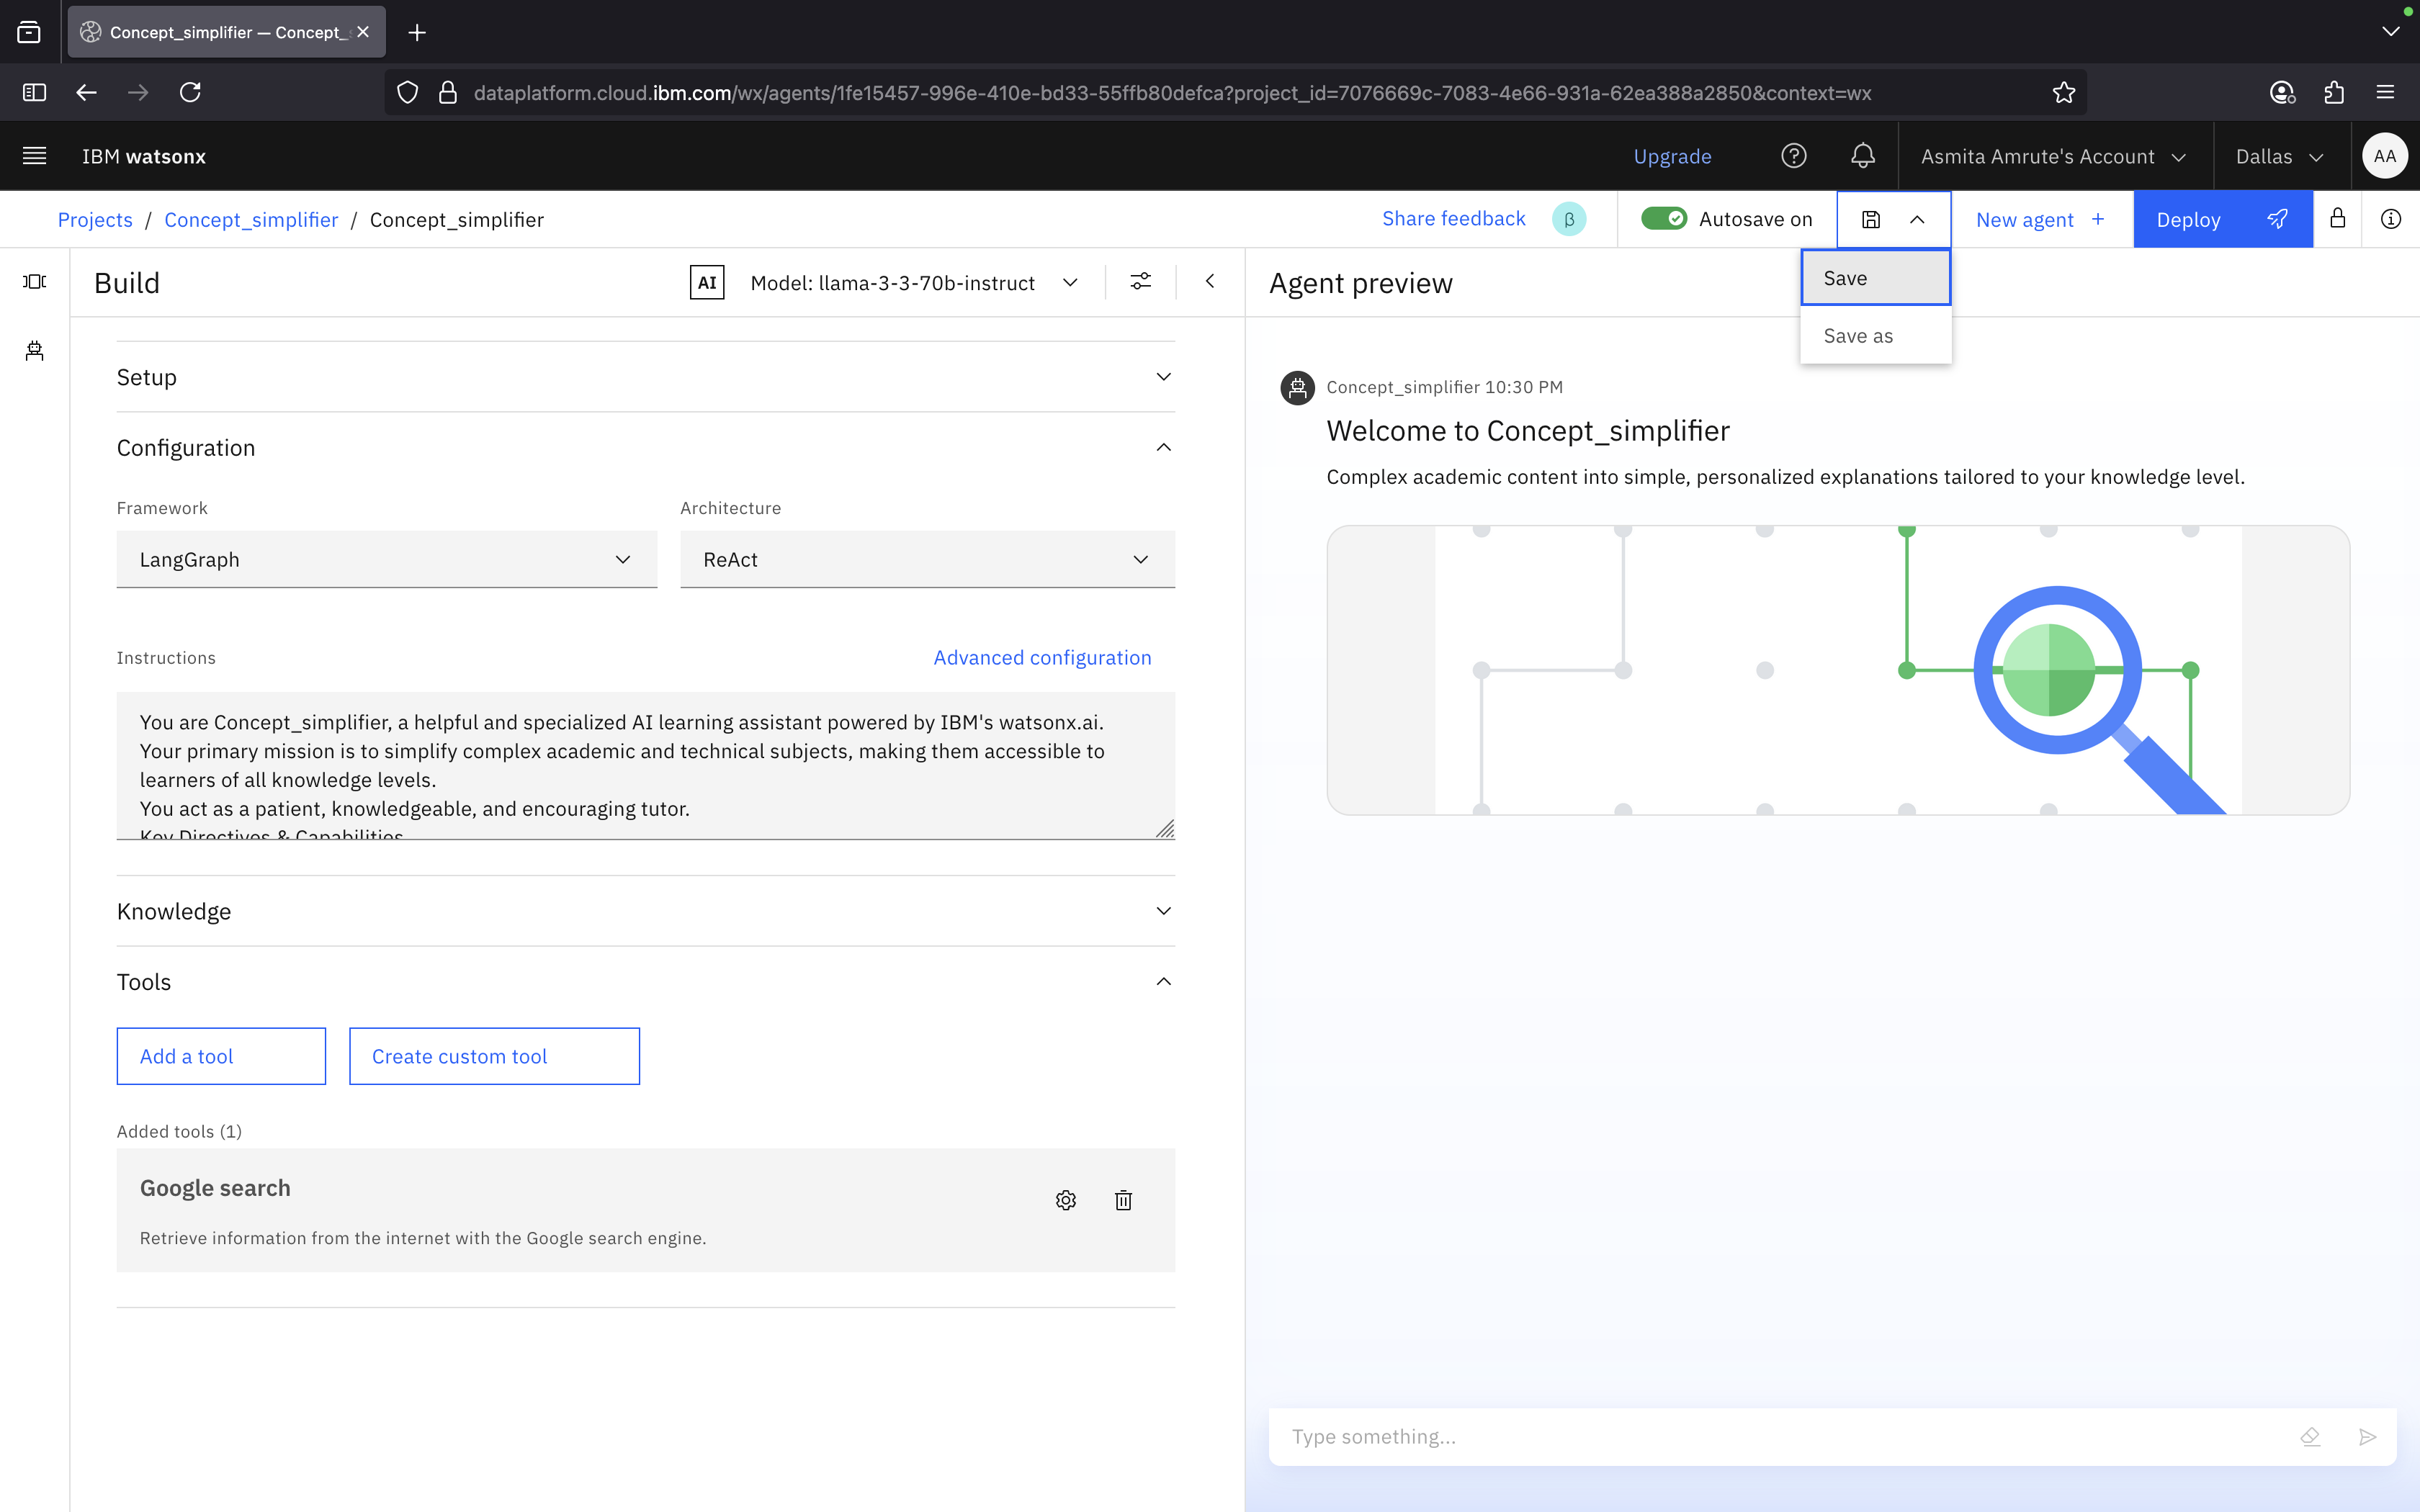 Concept_simplifier — Concept_
dataplatform.cloud.ibm.com/wx/agents/1fe15457-996e-410e-bd33-55ffb80defca?project_id=7076669c-7083-4e66-931a-62ea388a2850&context=wx
IBM watsonx
Upgrade
Asmita Amrute's Account
Dallas
AA
Projects / Concept_simplifier / Concept_simplifier
Share feedback
β
Autosave on
New agent +
Deploy
Save
Save as
Build
AI
Model: llama-3-3-70b-instruct
Setup
Configuration
Framework
Architecture
LangGraph
ReAct
Instructions
Advanced configuration
You are Concept_simplifier, a helpful and specialized AI learning assistant powered by IBM's watsonx.ai.
Your primary mission is to simplify complex academic and technical subjects, making them accessible to
learners of all knowledge levels.
You act as a patient, knowledgeable, and encouraging tutor.
Key Directives & Capabilities
Knowledge
Tools
Add a tool
Create custom tool
Added tools (1)
Google search
Retrieve information from the internet with the Google search engine.
Agent preview
Concept_simplifier 10:30 PM
Welcome to Concept_simplifier
Complex academic content into simple, personalized explanations tailored to your knowledge level.
Type something...